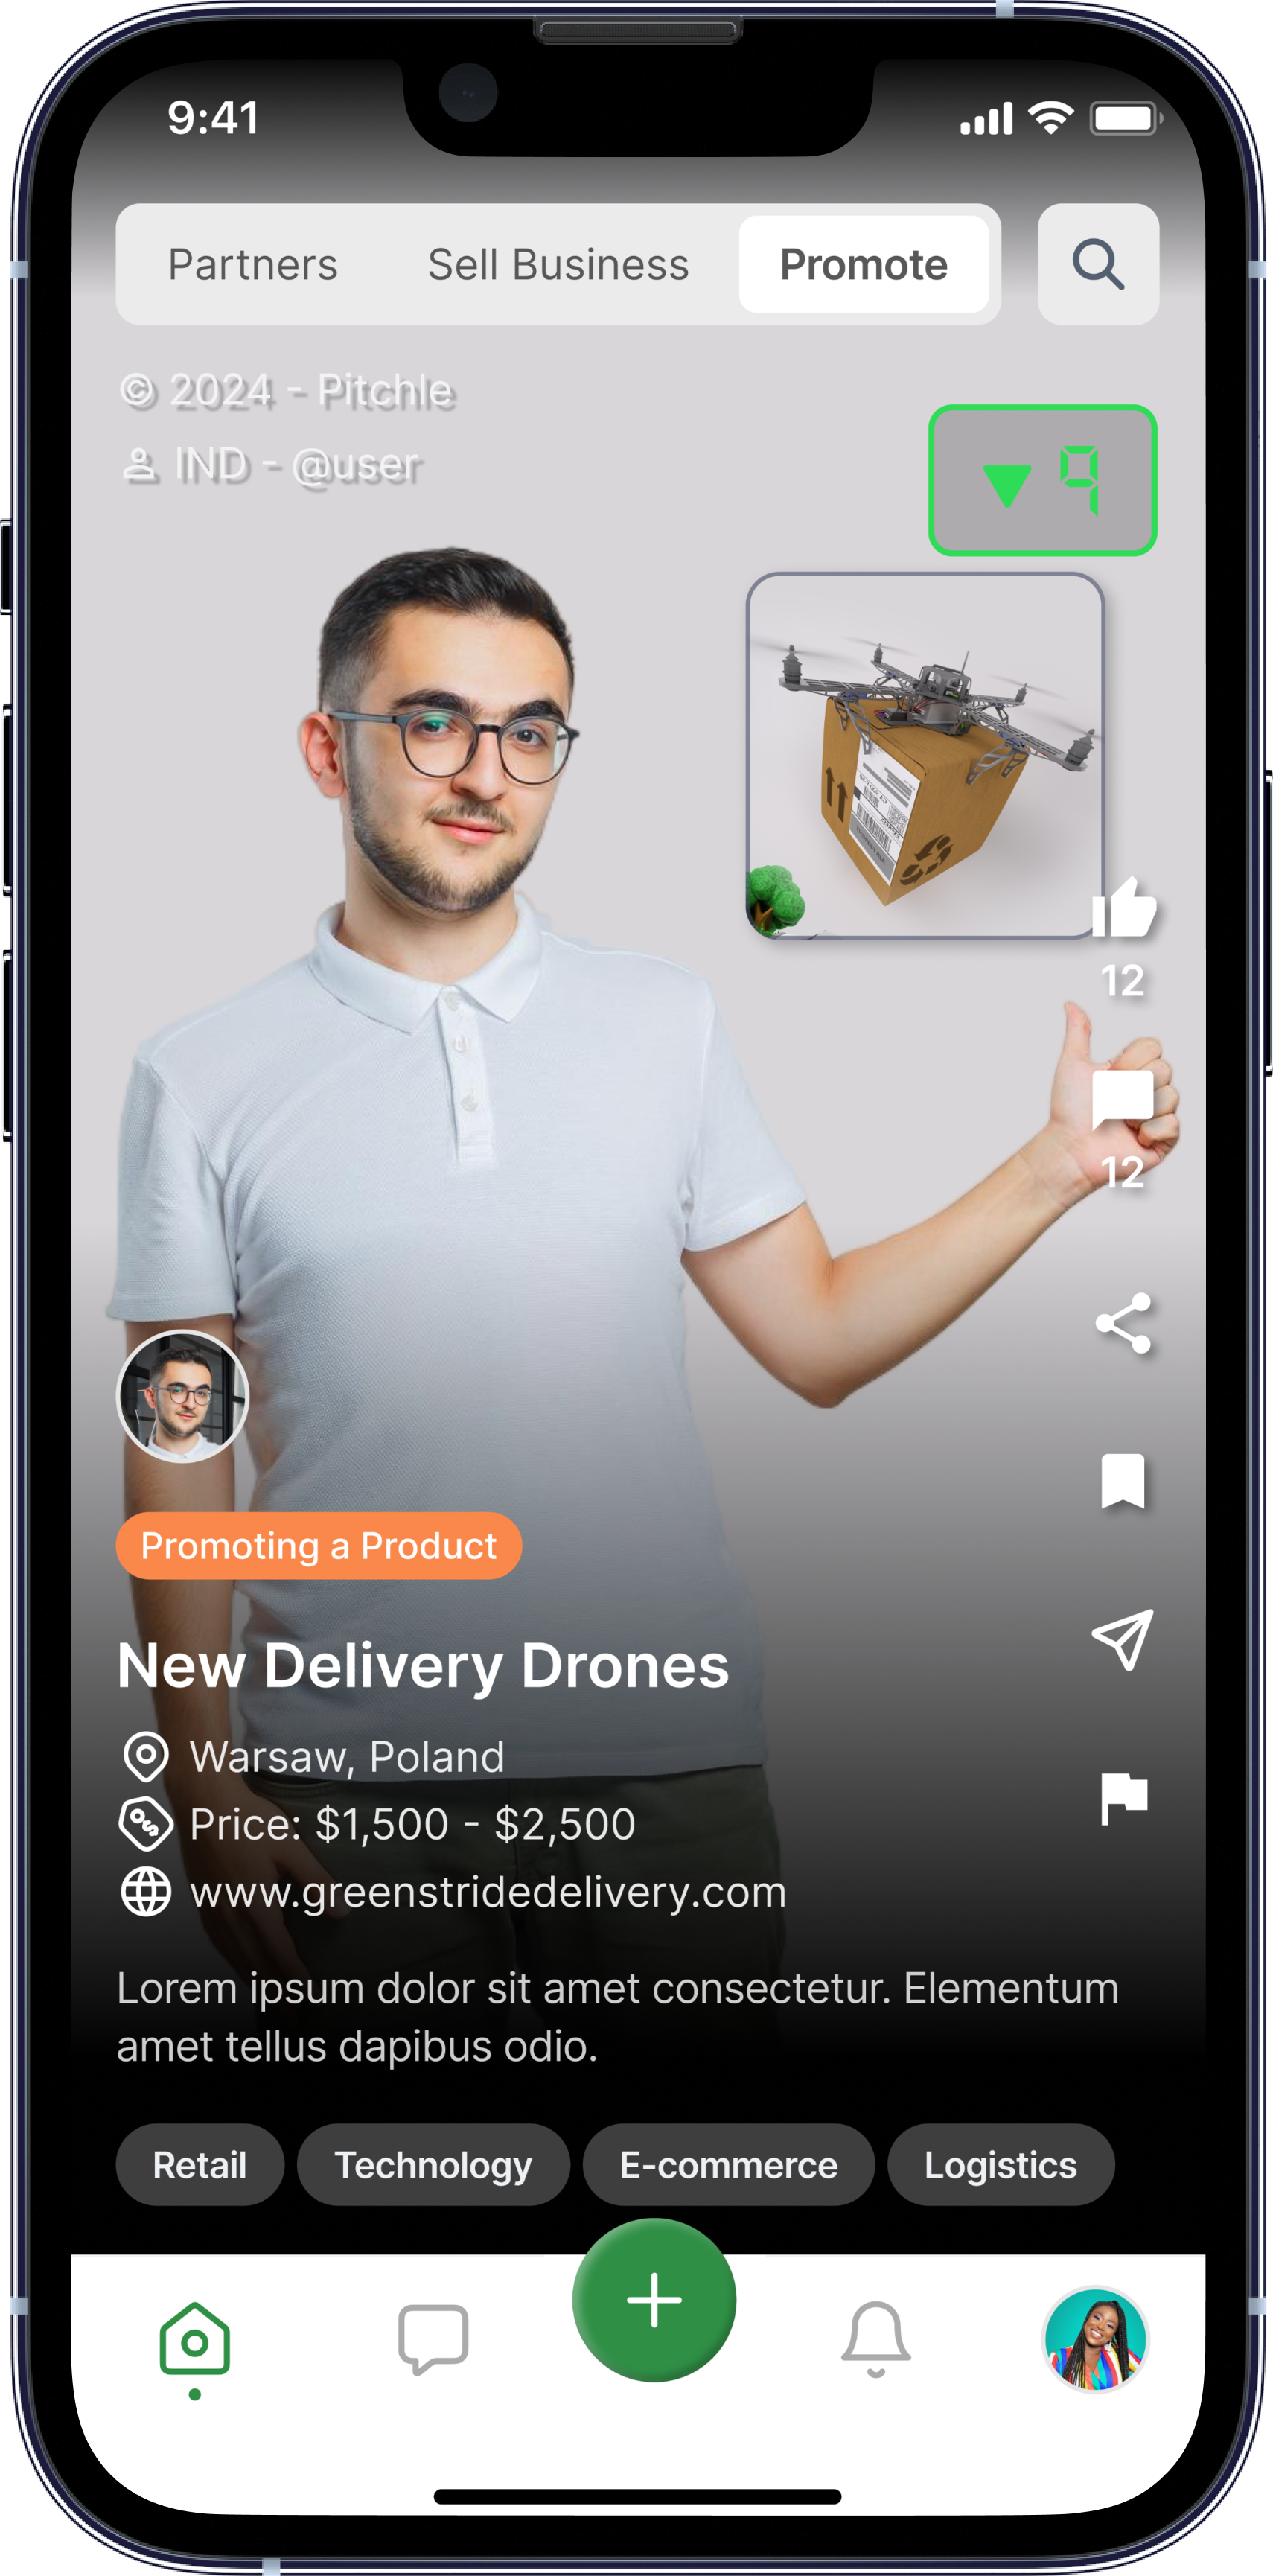 9:41
Partners Sell Business Promote
© 2024 - Pitchle
IND - @user
9
12
12
Promoting a Product
New Delivery Drones
Warsaw, Poland
Price: $1,500 - $2,500
www.greenstridedelivery.com
Lorem ipsum dolor sit amet consectetur. Elementum
amet tellus dapibus odio.
Retail Technology E-commerce Logistics